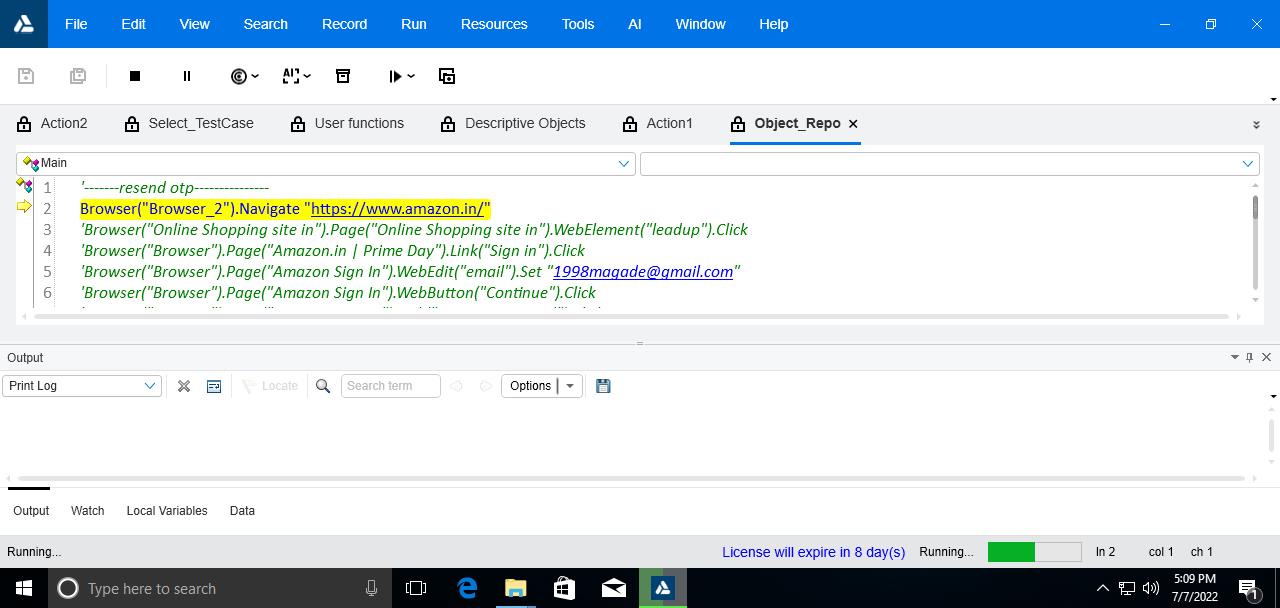 File Edit View Search Record Run Resources Tools AI Window Help
Action2 Select_TestCase User functions Descriptive Objects Action1 Object_Repo
Main
1 '-------resend otp---------------
2 Browser("Browser_2").Navigate "https://www.amazon.in/"
3 'Browser("Online Shopping site in").Page("Online Shopping site in").WebElement("leadup").Click
4 'Browser("Browser").Page("Amazon.in | Prime Day").Link("Sign in").Click
5 'Browser("Browser").Page("Amazon Sign In").WebEdit("email").Set "1998magade@gmail.com"
6 'Browser("Browser").Page("Amazon Sign In").WebButton("Continue").Click
Output
Print Log Locate Search term Options
Output Watch Local Variables Data
Running... License will expire in 8 day(s) Running... ln 2 col 1 ch 1
Type here to search
5:09 PM
7/7/2022
1